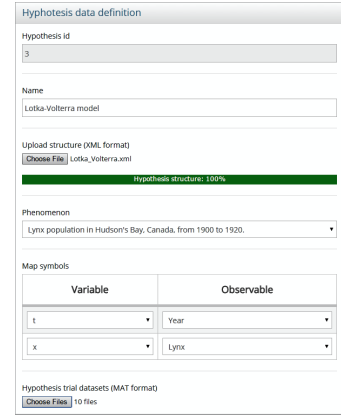 Hyphotesis data definition
Hypothesis id
3
Name
Lotka-Volterra model
Upload structure (XML format)
Choose File Lotka_Volterra.xml
Hypothesis structure: 100%
Phenomenon
Lynx population in Hudson's Bay, Canada, from 1900 to 1920.
Map symbols
Variable Observable
t Year
x Lynx
Hypothesis trial datasets (MAT format)
Choose Files 10 files